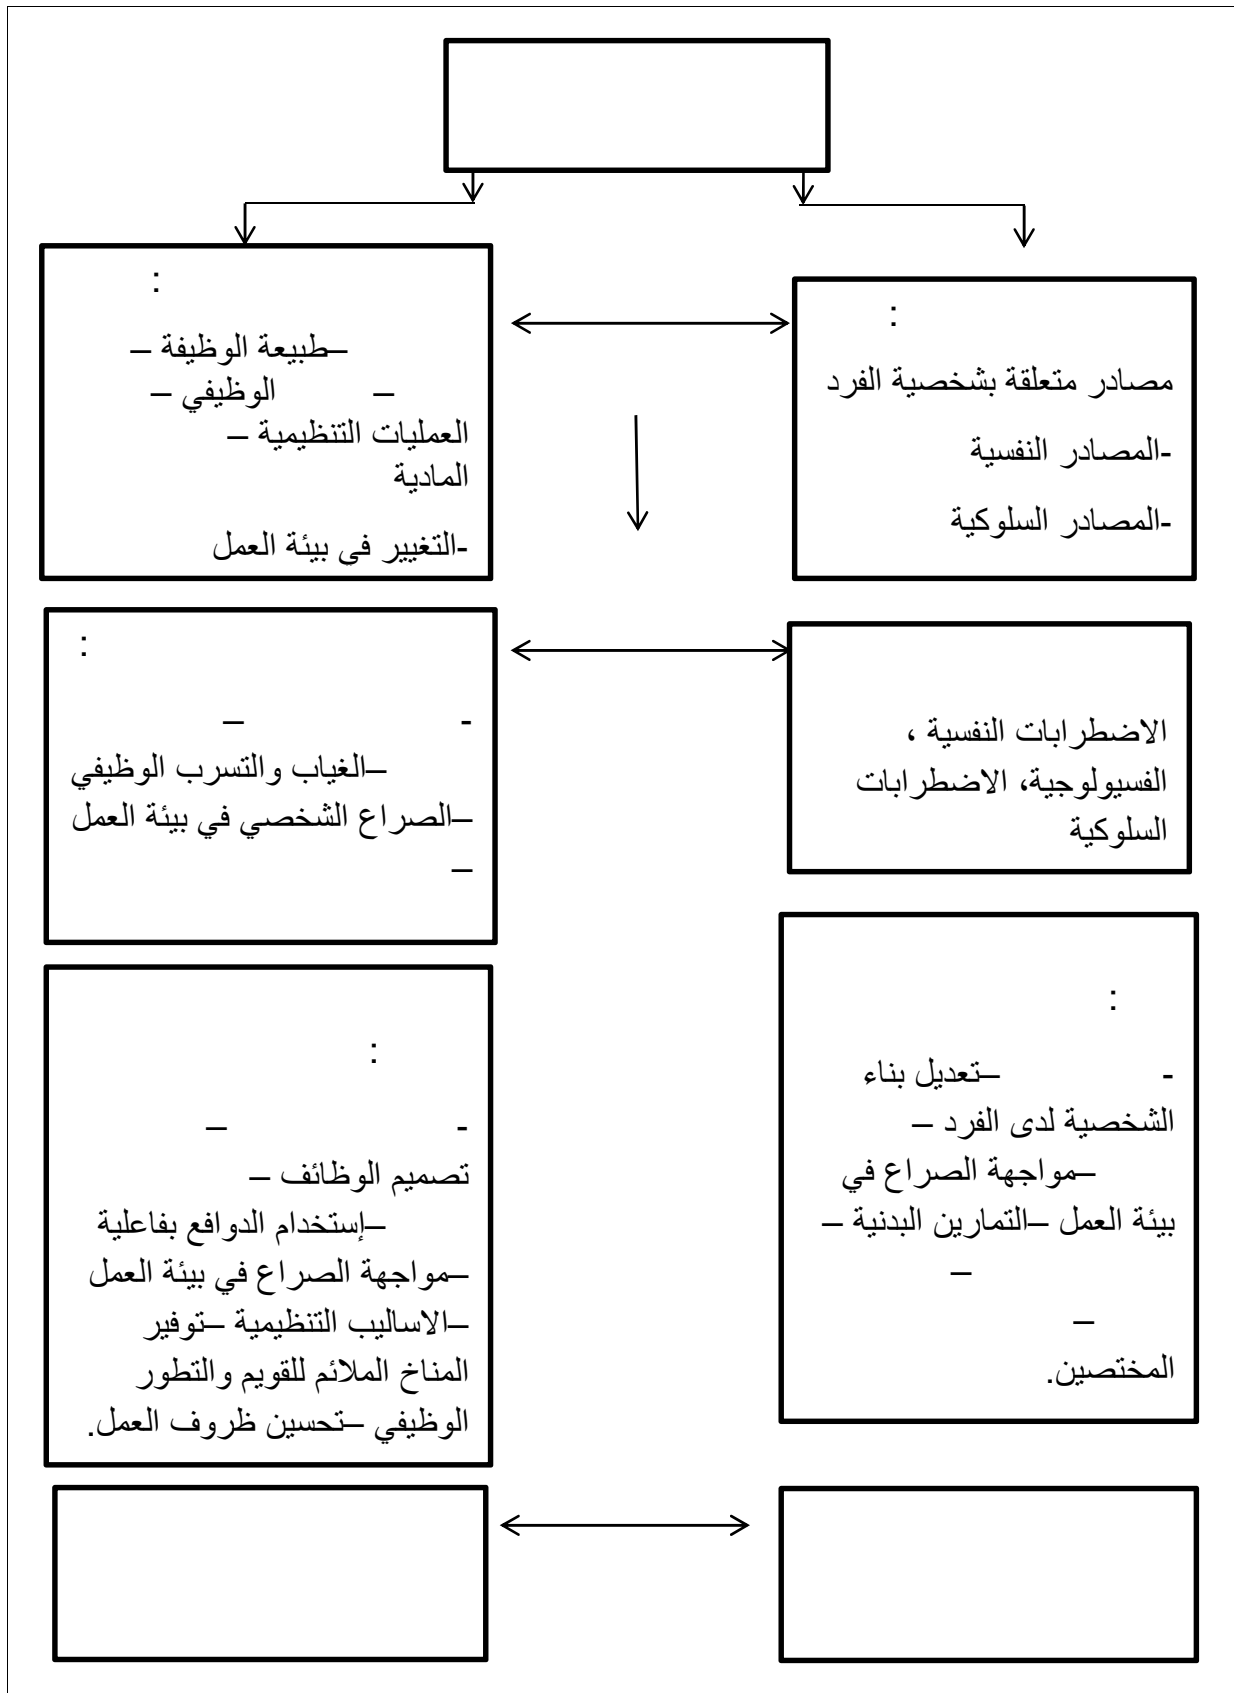 :
مصادر متعلقة بشخصية الفرد
-المصادر النفسية
-المصادر السلوكية
:
–طبيعة الوظيفة –
– الوظيفي –
العمليات التنظيمية –
المادية
-التغيير في بيئة العمل
الاضطرابات النفسية ،
الفسيولوجية، الاضطرابات
السلوكية
:
- –
–الغياب والتسرب الوظيفي
–الصراع الشخصي في بيئة العمل
–
:
- –تعديل بناء
الشخصية لدى الفرد –
–مواجهة الصراع في
بيئة العمل –التمارين البدنية –
–
–
المختصين.
:
- –
تصميم الوظائف –
–إستخدام الدوافع بفاعلية
–مواجهة الصراع في بيئة العمل
–الاساليب التنظيمية –توفير
المناخ الملائم للقويم والتطور
الوظيفي –تحسين ظروف العمل.